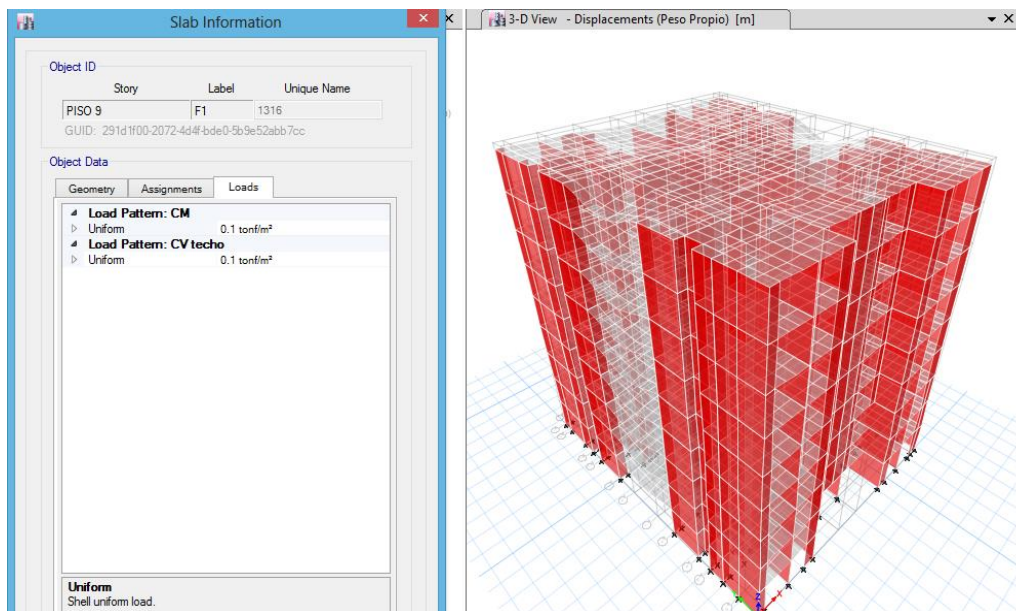 Slab Information
Object ID
Story Label Unique Name
PISO 9 F1 1316
GUID: 291d1f00-2072-4d4f-bde0-5b9e52abb7cc
Object Data
Geometry Assignments Loads
Load Pattern: CM
Uniform 0.1 tonf/m²
Load Pattern: CV techo
Uniform 0.1 tonf/m²
Uniform
Shell uniform load.
3-D View - Displacements (Peso Propio) [m]
X
Z